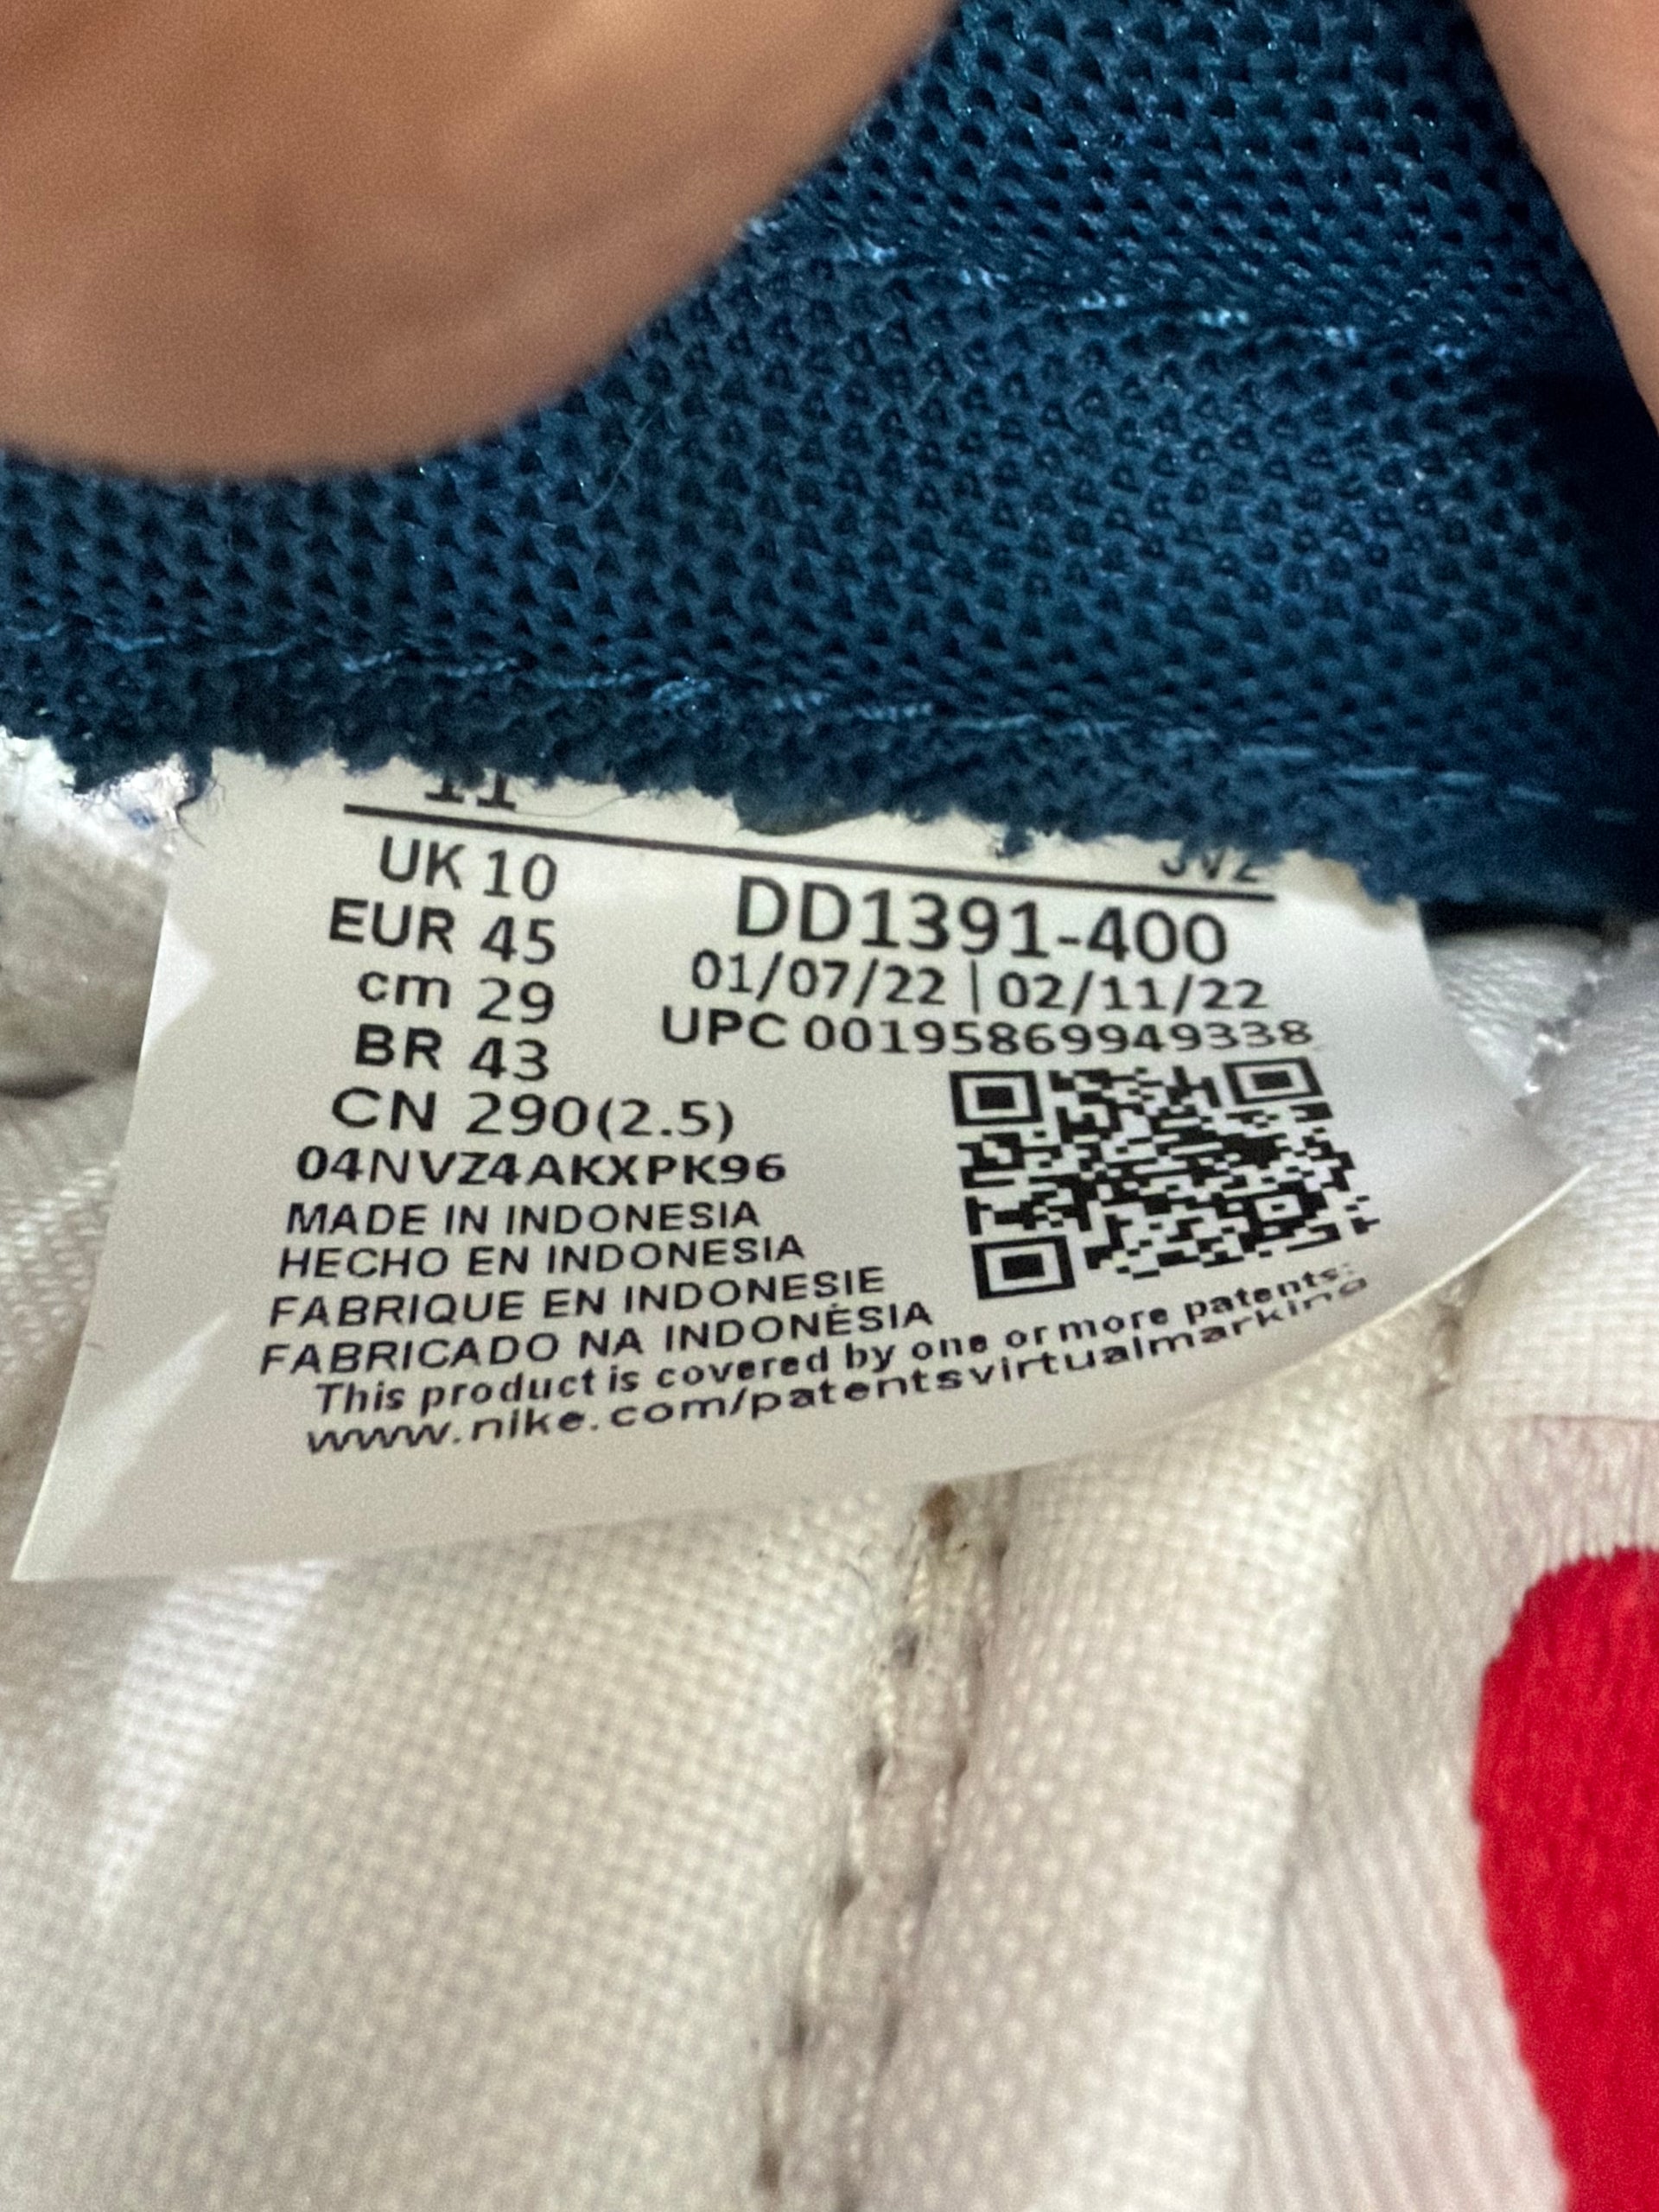 11
UK 10
EUR 45
cm 29
BR 43
CN 290(2.5)
DD1391-400
01/07/22 | 02/11/22
UPC 00195869949338
04NVZ4AKXPK96
MADE IN INDONESIA
HECHO EN INDONESIA
FABRIQUE EN INDONESIE
FABRICADO NA INDONÉSIA
This product is covered by one or more patents:
www.nike.com/patentsvirtualmarking